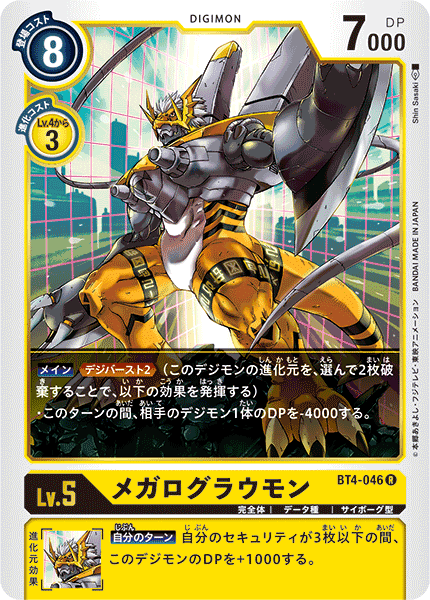 登場コスト
8
DIGIMON
7000
DP
進化コスト
Lv.4から
3
Shin Sasaki
BANDAI MADE IN JAPAN
©本郷あきよし・フジテレビ・東映アニメーション
メイン デジバースト2 (このデジモンの進化元を、選んで2枚破
棄することで、以下の効果を発揮する)
・このターンの間、相手のデジモン1体のDPを-4000する。
BT4-046 R
Lv.5
メガログラウモン
完全体 データ種 サイボーグ型
進化元効果
自分のターン 自分のセキュリティが3枚以下の間、
このデジモンのDPを+1000する。